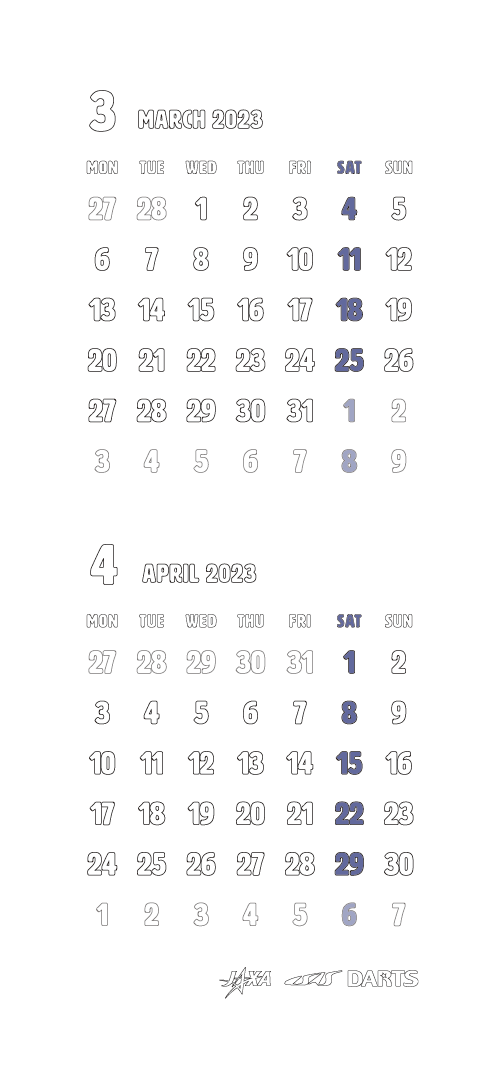 3 MARCH 2023
MON TUE WED THU FRI SAT SUN
27 28 1 2 3 4 5
6 7 8 9 10 11 12
13 14 15 16 17 18 19
20 21 22 23 24 25 26
27 28 29 30 31 1 2
3 4 5 6 7 8 9
4 APRIL 2023
MON TUE WED THU FRI SAT SUN
27 28 29 30 31 1 2
3 4 5 6 7 8 9
10 11 12 13 14 15 16
17 18 19 20 21 22 23
24 25 26 27 28 29 30
1 2 3 4 5 6 7
JAXA ISAS DARTS